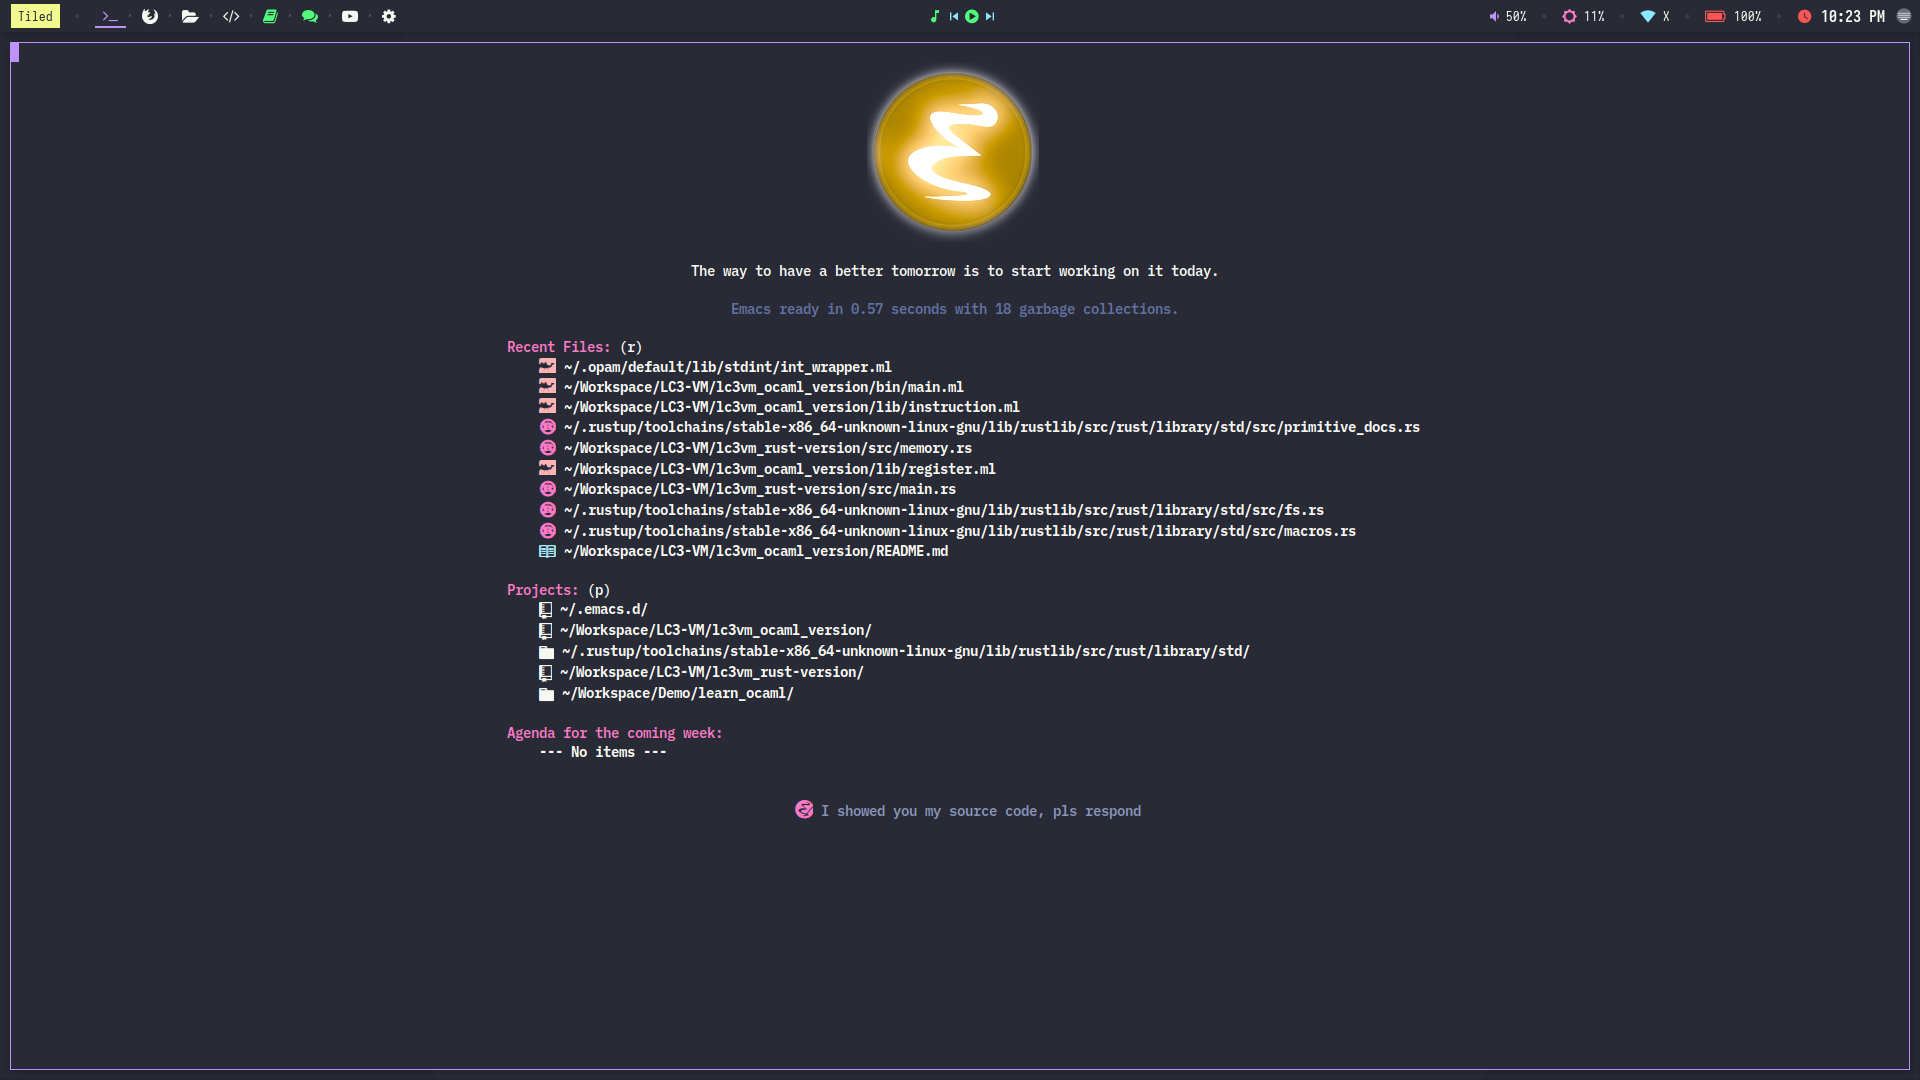 Tiled
50%
11%
X
100%
10:23 PM
The way to have a better tomorrow is to start working on it today.
Emacs ready in 0.57 seconds with 18 garbage collections.
Recent Files: (r)
~/.opam/default/lib/stdint/int_wrapper.ml
~/Workspace/LC3-VM/lc3vm_ocaml_version/bin/main.ml
~/Workspace/LC3-VM/lc3vm_ocaml_version/lib/instruction.ml
~/.rustup/toolchains/stable-x86_64-unknown-linux-gnu/lib/rustlib/src/rust/library/std/src/primitive_docs.rs
~/Workspace/LC3-VM/lc3vm_rust-version/src/memory.rs
~/Workspace/LC3-VM/lc3vm_ocaml_version/lib/register.ml
~/Workspace/LC3-VM/lc3vm_rust-version/src/main.rs
~/.rustup/toolchains/stable-x86_64-unknown-linux-gnu/lib/rustlib/src/rust/library/std/src/fs.rs
~/.rustup/toolchains/stable-x86_64-unknown-linux-gnu/lib/rustlib/src/rust/library/std/src/macros.rs
~/Workspace/LC3-VM/lc3vm_ocaml_version/README.md
Projects: (p)
~/.emacs.d/
~/Workspace/LC3-VM/lc3vm_ocaml_version/
~/.rustup/toolchains/stable-x86_64-unknown-linux-gnu/lib/rustlib/src/rust/library/std/
~/Workspace/LC3-VM/lc3vm_rust-version/
~/Workspace/Demo/learn_ocaml/
Agenda for the coming week:
--- No items ---
I showed you my source code, pls respond